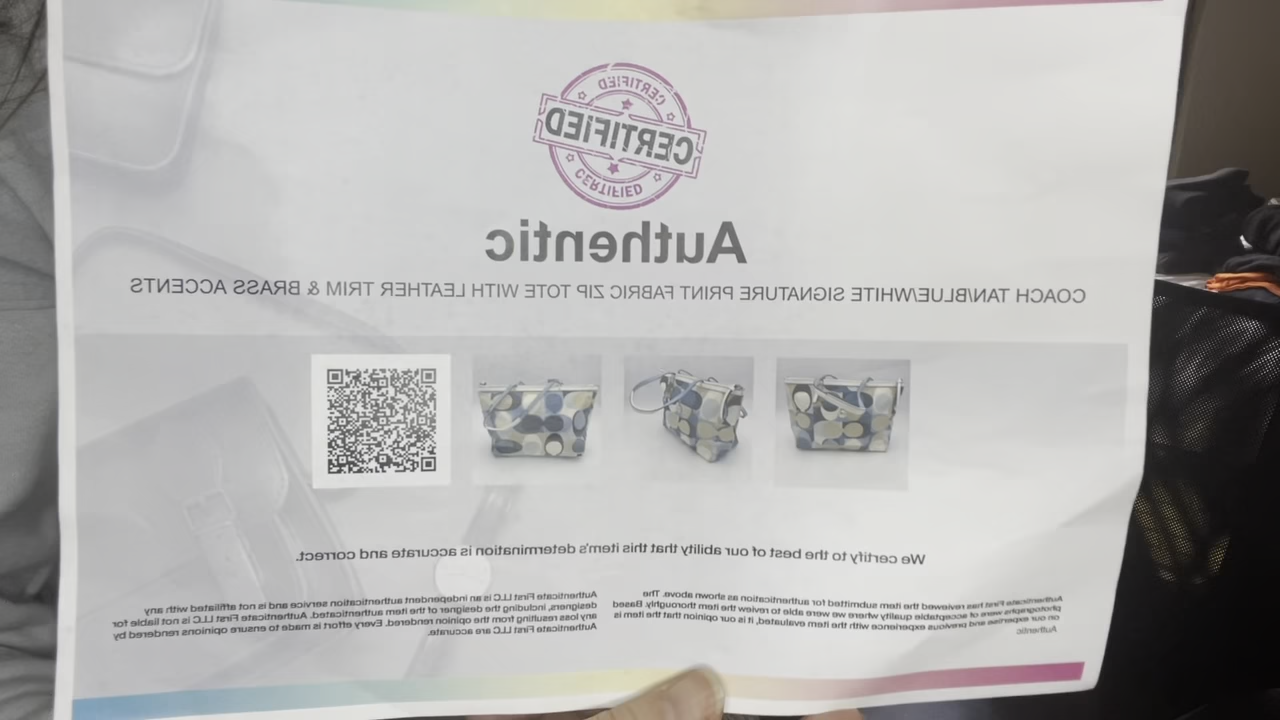 CERTIFIED
CERTIFIED
CERTIFIED
Authentic
COACH TAN/BLUE/WHITE SIGNATURE PRINT FABRIC ZIP TOTE WITH LEATHER TRIM & BRASS ACCENTS
We certify to the best of our ability that this item's determination is accurate and correct.
Authenticate First has reviewed the item submitted for authentication as shown above. The
photographs were of acceptable quality where we were able to review the item thoroughly. Based
on our expertise and previous experience with the item evaluated, it is our opinion that the item is
Authentic
Authenticate First LLC is an independent authentication service and is not affiliated with any
designers, including the designer of the item authenticated. Authenticate First LLC is not liable for
any loss resulting from the opinion rendered. Every effort is made to ensure opinions rendered by
Authenticate First LLC are accurate.